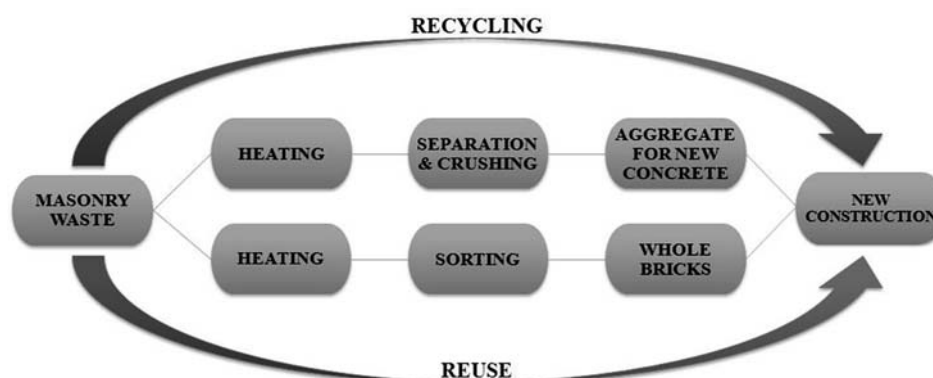 RECYCLING
HEATING
SEPARATION
& CRUSHING
AGGREGATE
FOR NEW
CONCRETE
MASONRY
WASTE
NEW
CONSTRUCTION
HEATING
SORTING
WHOLE
BRICKS
REUSE